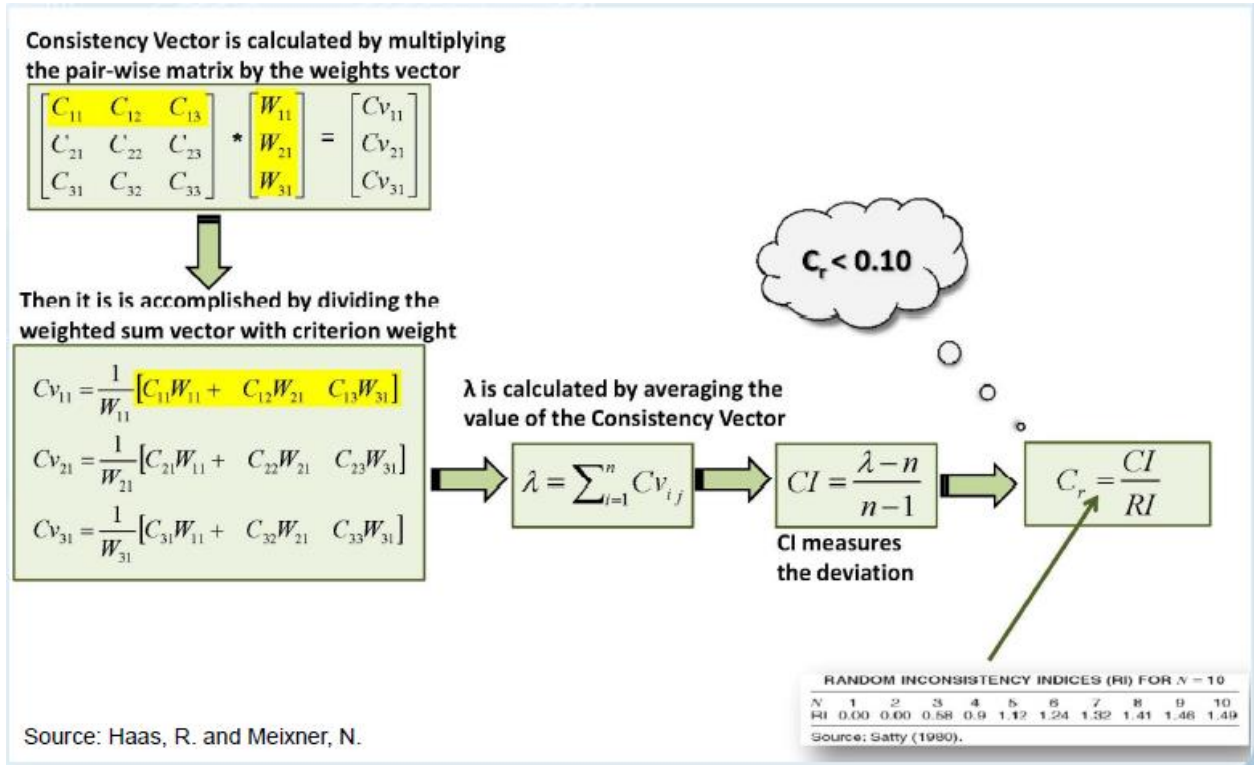 Consistency Vector is calculated by multiplying
the pair-wise matrix by the weights vector
C₁₁ C₁₂ C₁₃ W₁₁ Cv₁₁
C₂₁ C₂₂ C₂₃ * W₂₁ = Cv₂₁
C₃₁ C₃₂ C₃₃ W₃₁ Cv₃₁
Cᵣ < 0.10
Then it is is accomplished by dividing the
weighted sum vector with criterion weight
Cv₁₁ = 1/W₁₁ [C₁₁W₁₁ + C₁₂W₂₁ C₁₃W₃₁]
Cv₂₁ = 1/W₂₁ [C₂₁W₁₁ + C₂₂W₂₁ C₂₃W₃₁]
Cv₃₁ = 1/W₃₁ [C₃₁W₁₁ + C₃₂W₂₁ C₃₃W₃₁]
λ is calculated by averaging the
value of the Consistency Vector
λ = ∑ⁿᵢ₌₁ Cvᵢⱼ
CI = λ − n / n − 1
CI measures
the deviation
Cᵣ = CI / RI
RANDOM INCONSISTENCY INDICES (RI) FOR N = 10
N 1 2 3 4 5 6 7 8 9 10
RI 0.00 0.00 0.58 0.9 1.12 1.24 1.32 1.41 1.46 1.49
Source: Satty (1980).
Source: Haas, R. and Meixner, N.